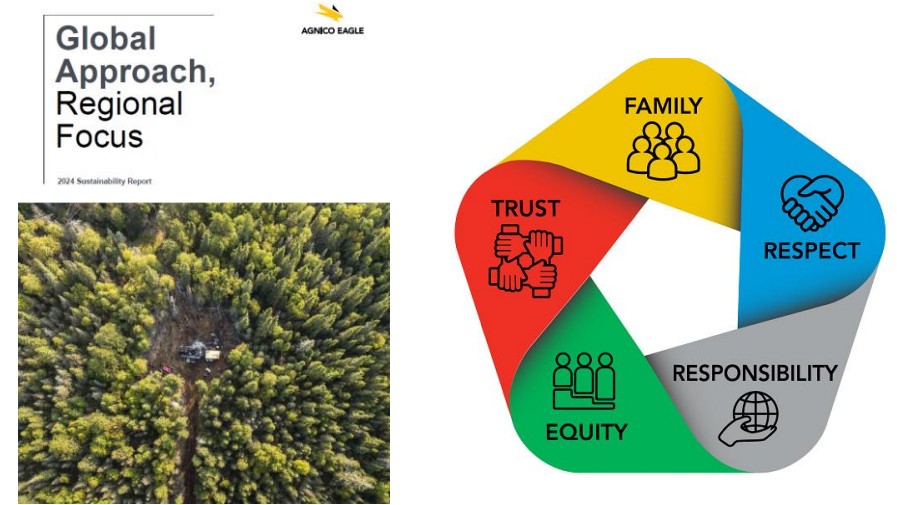 Global
Approach,
Regional
Focus
AGNICO EAGLE
2024 Sustainability Report
FAMILY
RESPECT
TRUST
RESPONSIBILITY
EQUITY